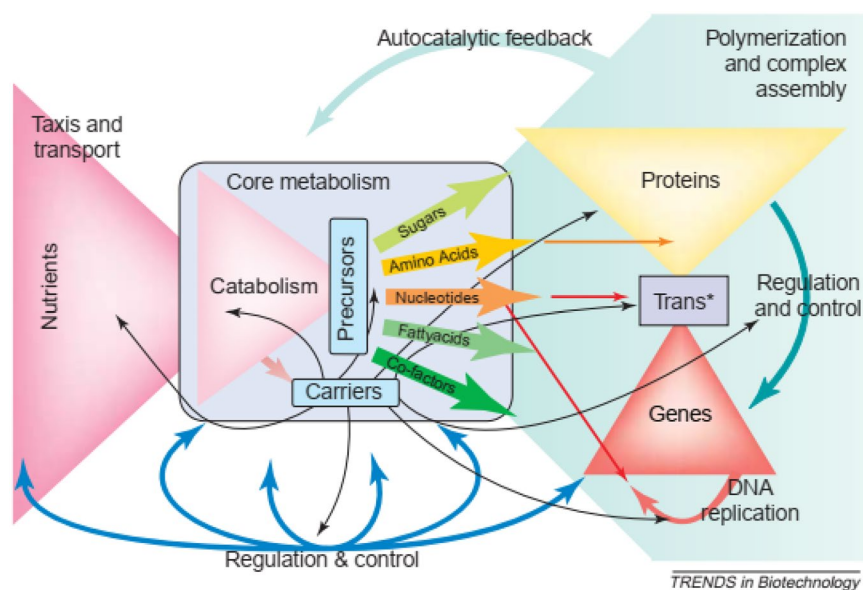 Autocatalytic feedback
Polymerization
and complex
assembly
Taxis and
transport
Core metabolism
Sugars
Proteins
Amino Acids
Nutrients
Catabolism
Precursors
Nucleotides
Trans*
Regulation
and control
Fattyacids
Co-factors
Carriers
Genes
DNA
replication
Regulation & control
TRENDS in Biotechnology